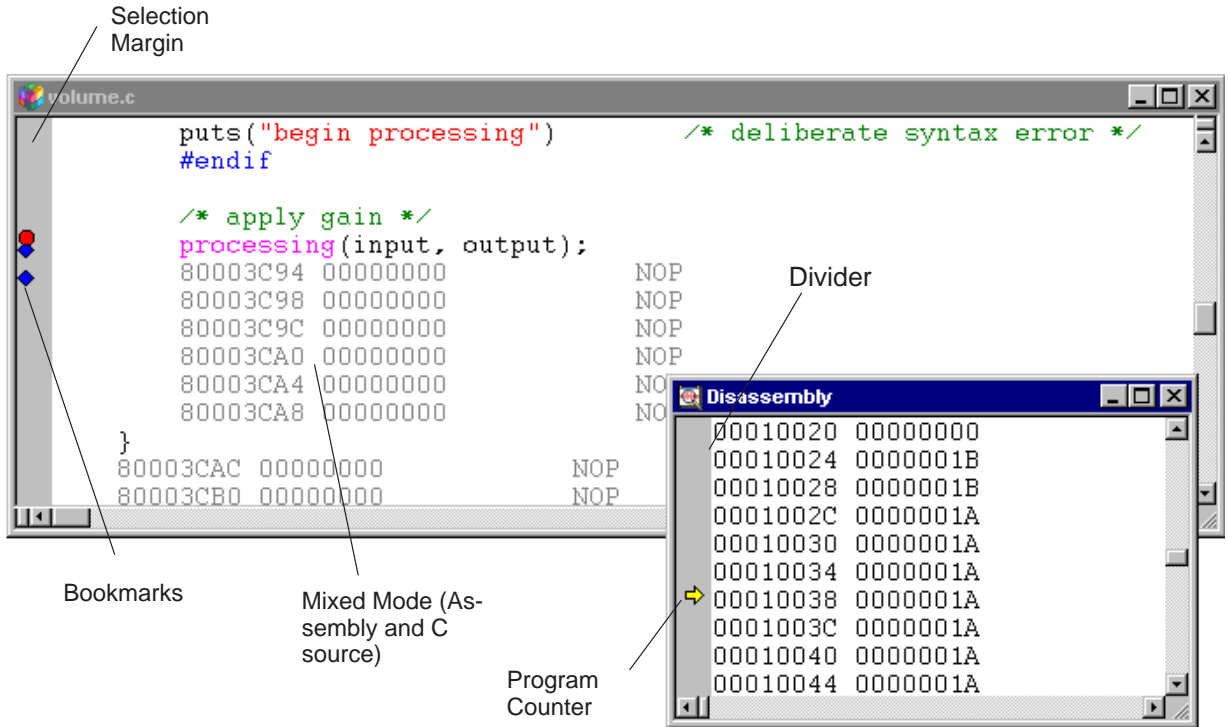 Selection
Margin
volume.c
puts("begin processing") /* deliberate syntax error */
#endif
/* apply gain */
processing(input, output);
80003C94 00000000 NOP
80003C98 00000000 NOP
80003C9C 00000000 NOP
80003CA0 00000000 NOP
80003CA4 00000000 NO
80003CA8 00000000 NO
}
80003CAC 00000000 NOP
80003CB0 00000000 NOP
Divider
Disassembly
00010020 00000000
00010024 0000001B
00010028 0000001B
0001002C 0000001A
00010030 0000001A
00010034 0000001A
00010038 0000001A
0001003C 0000001A
00010040 0000001A
00010044 0000001A
Bookmarks
Mixed Mode (As-
sembly and C
source)
Program
Counter